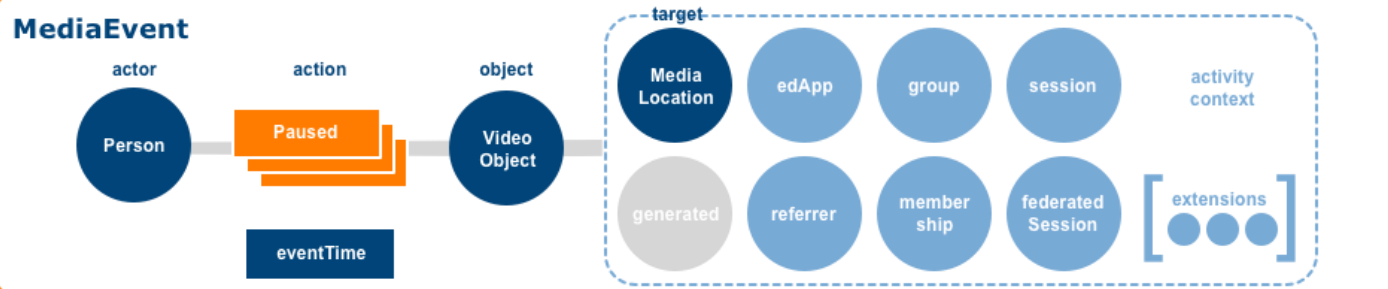 MediaEvent
actor
action
object
target
Person
Paused
Video
Object
Media
Location
edApp
group
session
activity
context
generated
referrer
member
ship
federated
Session
extensions
eventTime